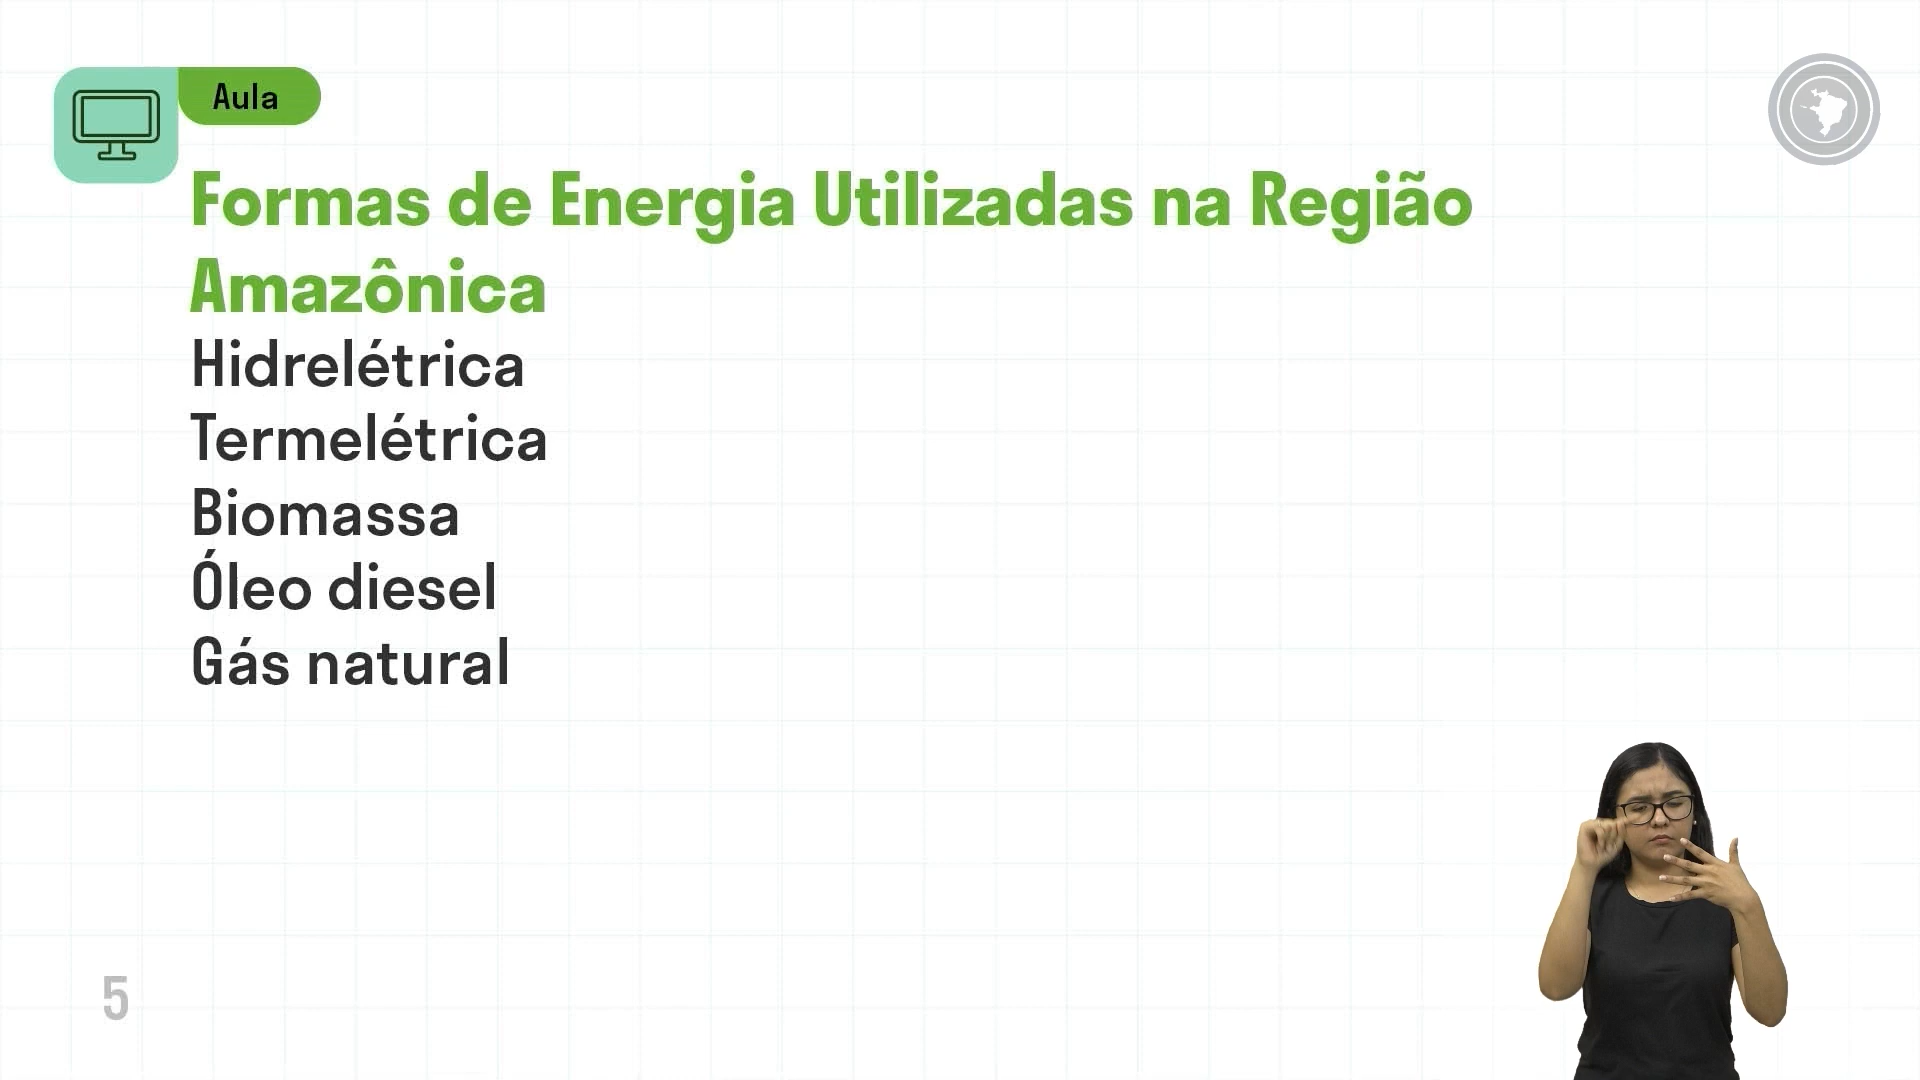 Aula
Formas de Energia Utilizadas na Região
Amazônica
Hidrelétrica
Termelétrica
Biomassa
Óleo diesel
Gás natural
5